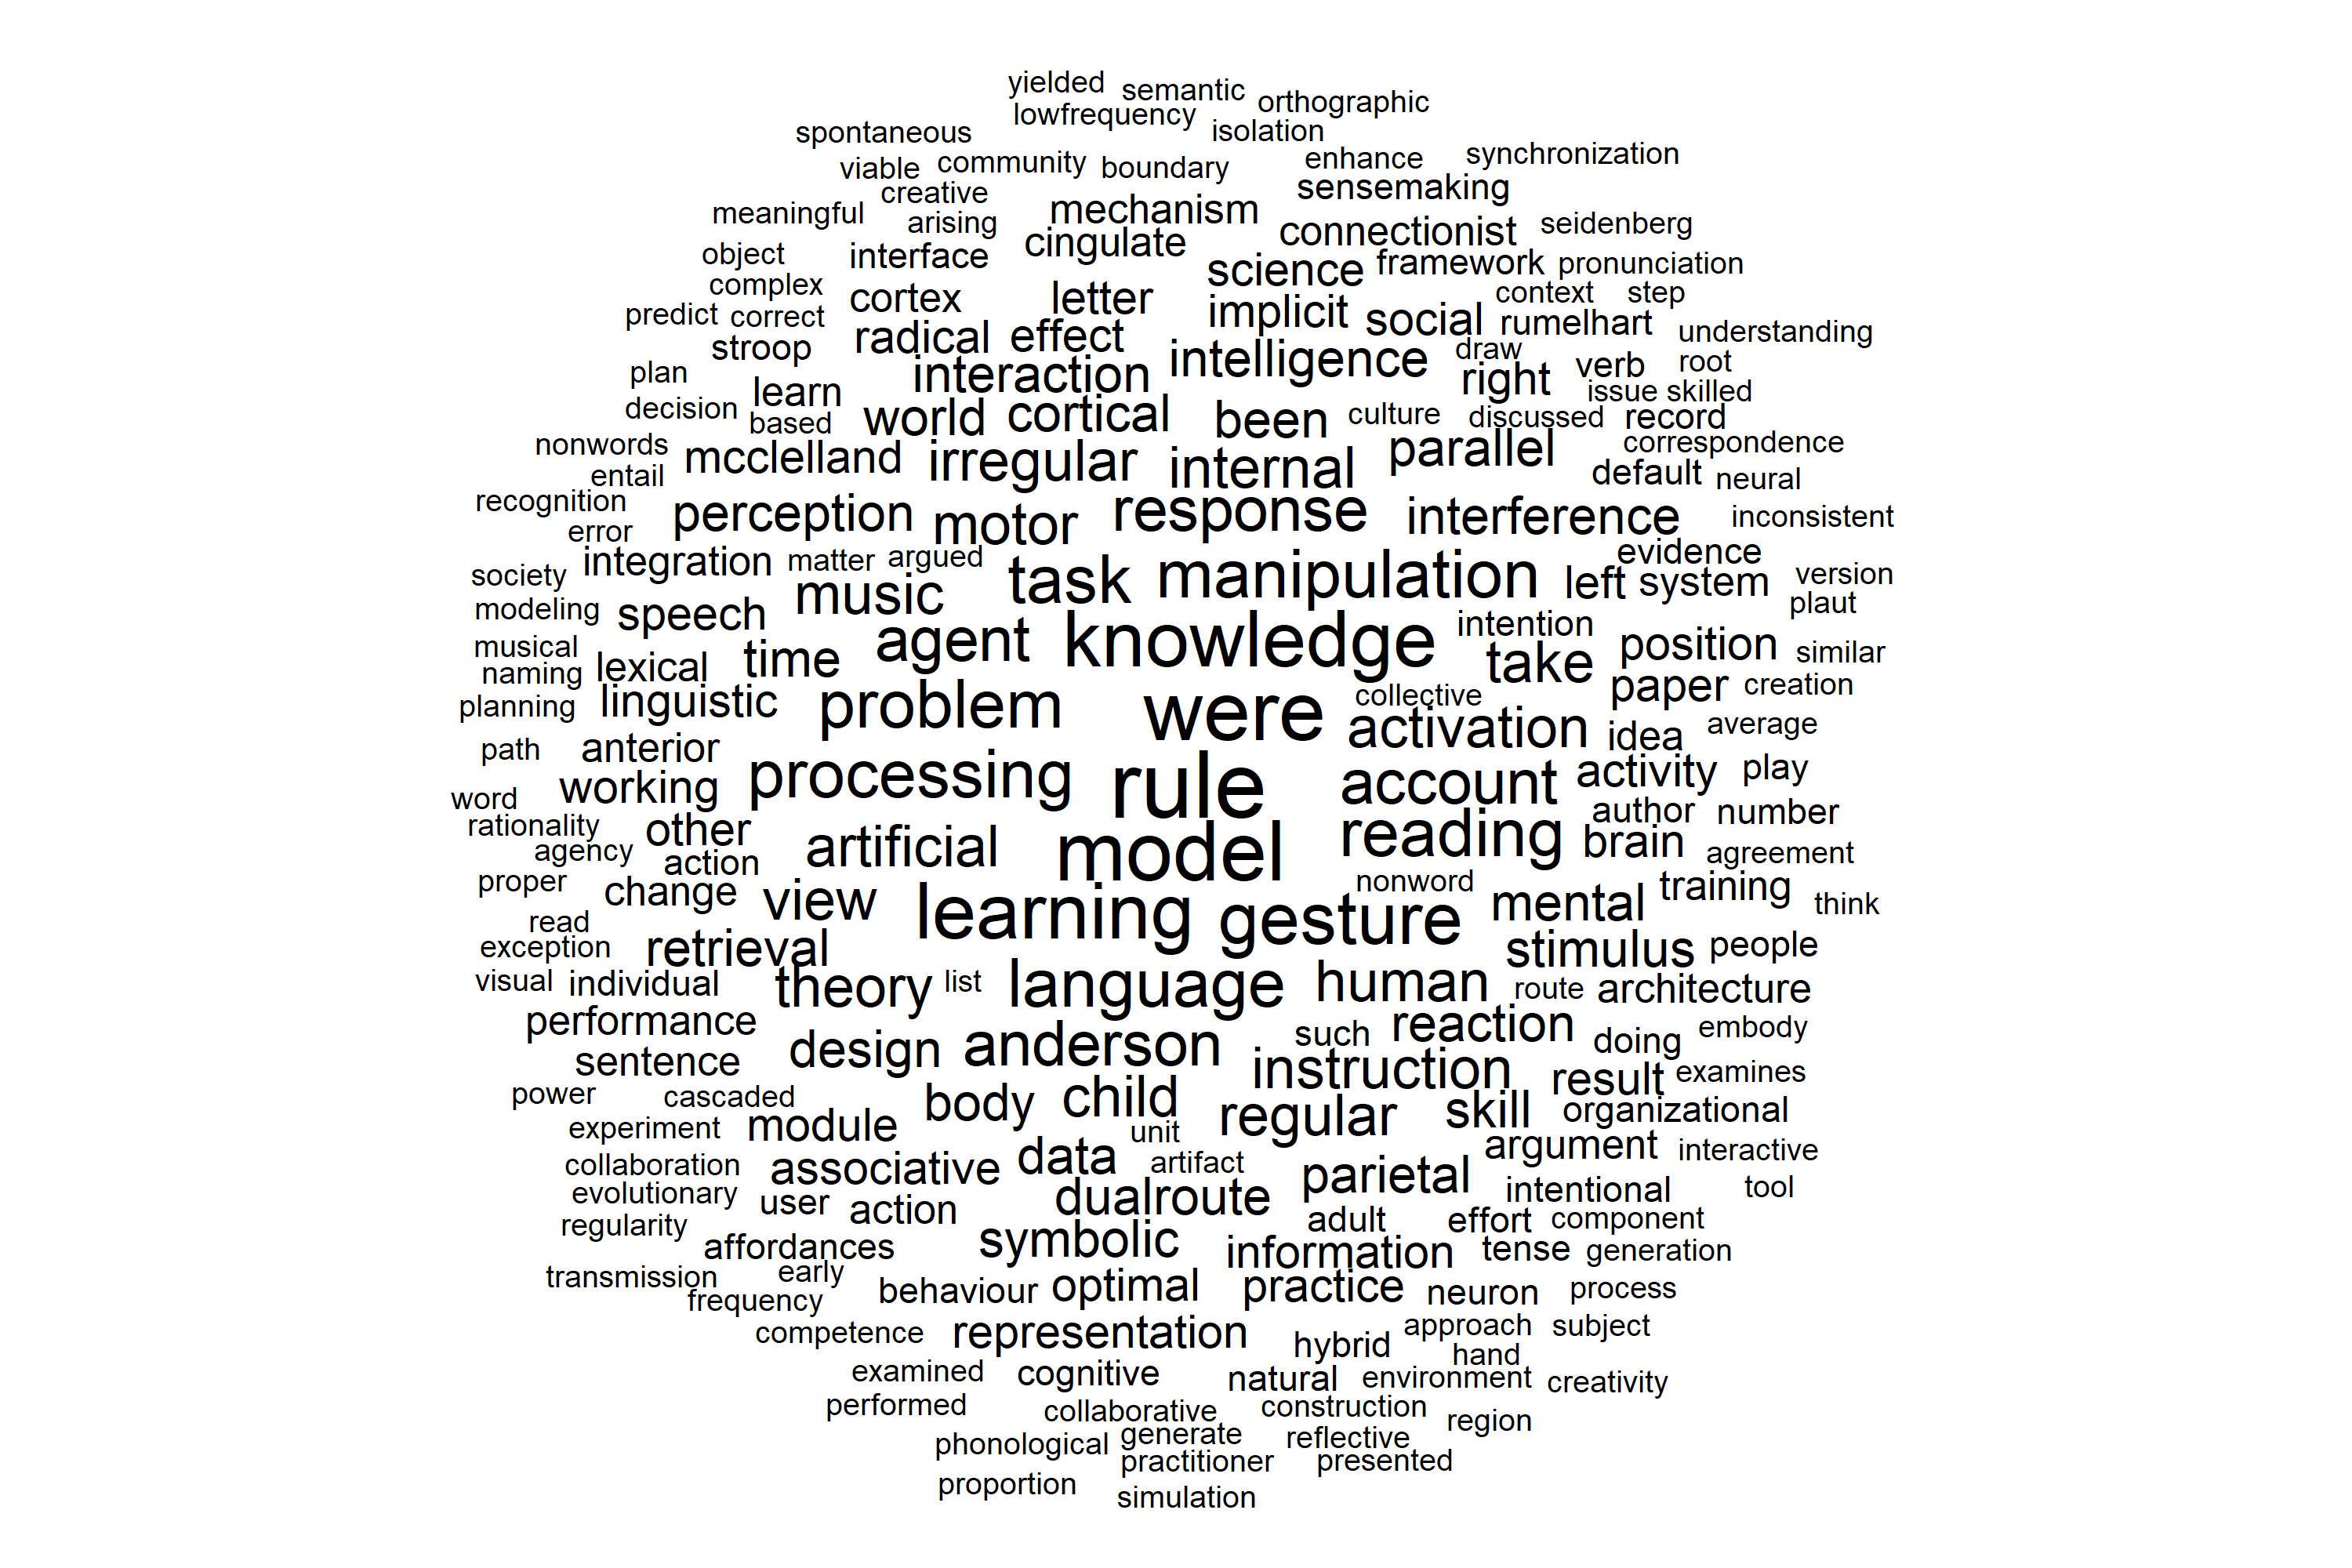 yielded semantic orthographic
lowfrequency isolation
spontaneous
viable community boundary enhance synchronization
creative sensemaking
meaningful arising mechanism connectionist seidenberg
object interface cingulate science framework pronunciation
complex cortex letter implicit context step
predict correct radical effect social rumelhart understanding
stroop interaction intelligence draw verb root
plan learn right issue skilled
decision based world cortical been culture discussed record
nonwords mcclelland irregular internal parallel correspondence
entail default neural
recognition perception motor response interference inconsistent
error
society integration matter argued task manipulation evidence version
modeling speech music left system plaut
musical agent knowledge intention position similar
naming lexical time take
planning linguistic problem were collective paper creation
path anterior activation idea average
word working processing rule account activity play
rationality other author number
agency action artificial model reading brain agreement
proper change view nonword mental training think
read learning gesture
exception retrieval stimulus people
visual individual theory list language human route architecture
performance anderson such reaction doing embody
sentence design instruction result examines
power cascaded body child skill organizational
experiment module unit regular argument interactive
collaboration associative data artifact parietal
evolutionary user action dualroute intentional tool
regularity adult effort component
affordances symbolic information tense generation
transmission early
frequency behaviour optimal practice neuron process
competence representation hybrid approach subject
hand
examined cognitive natural environment creativity
performed collaborative construction region
phonological generate reflective
practitioner presented
proportion simulation